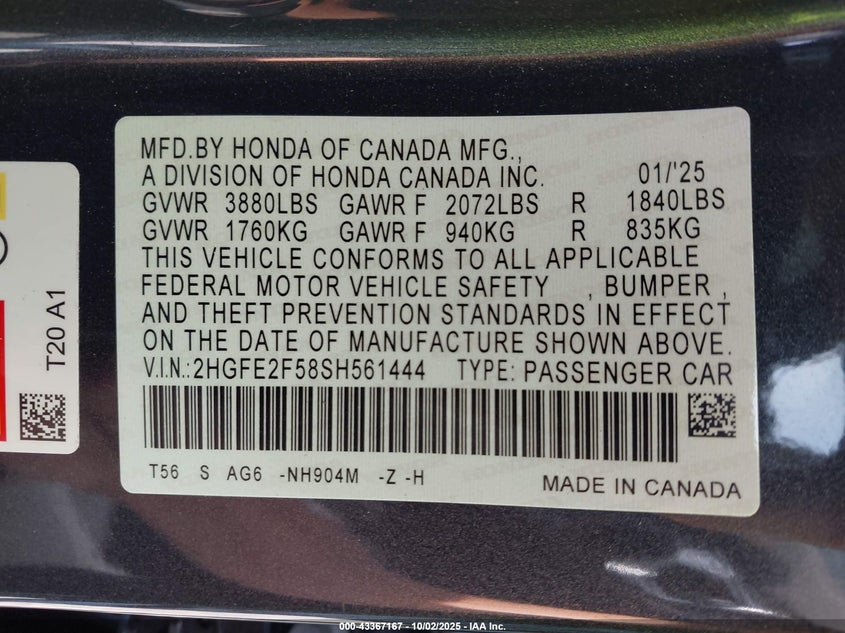 MFD.BY HONDA OF CANADA MFG.,
A DIVISION OF HONDA CANADA INC. 01/'25
GVWR 3880LBS GAWR F 2072LBS R 1840LBS
GVWR 1760KG GAWR F 940KG R 835KG
THIS VEHICLE CONFORMS TO ALL APPLICABLE
FEDERAL MOTOR VEHICLE SAFETY , BUMPER ,
AND THEFT PREVENTION STANDARDS IN EFFECT
ON THE DATE OF MANUFACTURE SHOWN ABOVE.
V.I.N.:2HGFE2F58SH561444 TYPE: PASSENGER CAR
T56 S AG6 -NH904M -Z -H
MADE IN CANADA
T20 A1
000-43367167 - 10/02/2025 - IAA Inc.